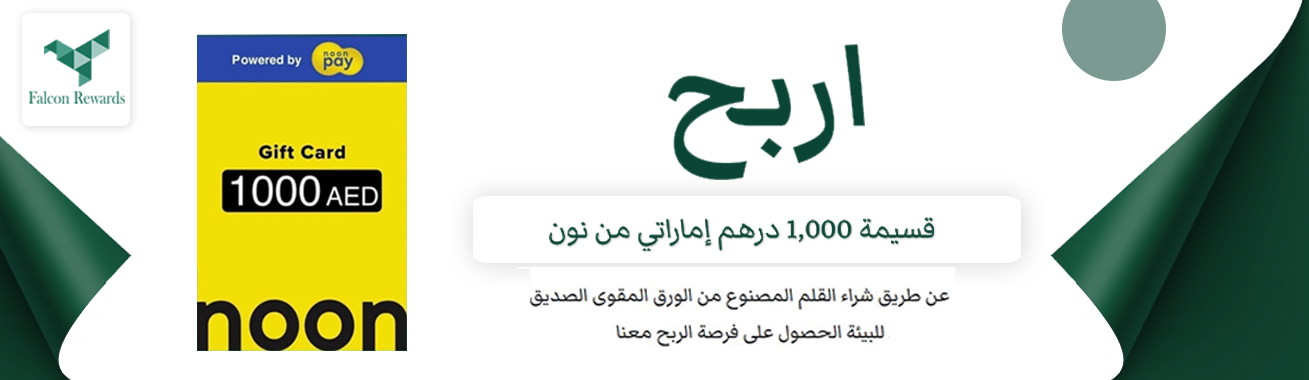 Falcon Rewards
Powered by noon pay
Gift Card
1000 AED
noon
اربح
قسيمة 1,000 درهم إماراتي من نون
عن طريق شراء القلم المصنوع من الورق المقوى الصديق
للبيئة الحصول على فرصة الربح معنا